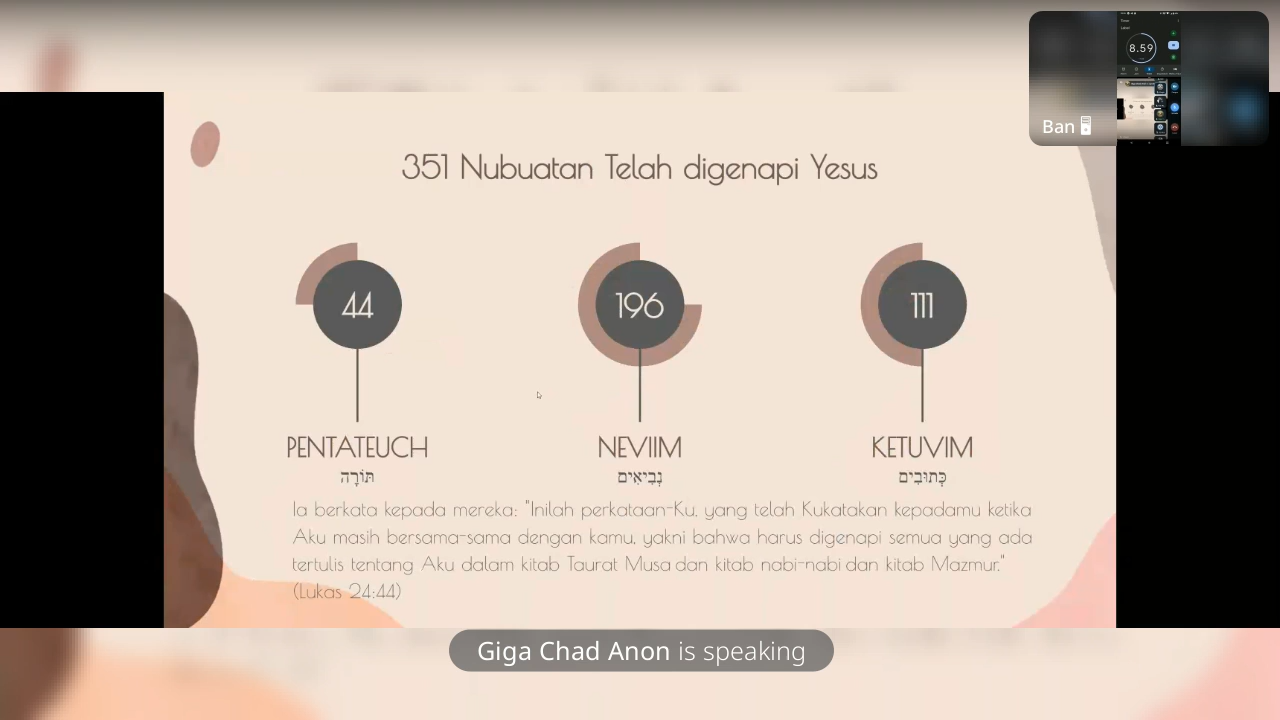 8.59
Ban
351 Nubuatan Telah digenapi Yesus
44
196
111
PENTATEUCH
NEVIIM
KETUVIM
תּוֹרָה
נְבִיאִים
כְּתוּבִים
Ia berkata kepada mereka: "Inilah perkataan-Ku, yang telah Kukatakan kepadamu ketika
Aku masih bersama-sama dengan kamu, yakni bahwa harus digenapi semua yang ada
tertulis tentang Aku dalam kitab Taurat Musa dan kitab nabi-nabi dan kitab Mazmur."
(Lukas 24:44)
Giga Chad Anon is speaking